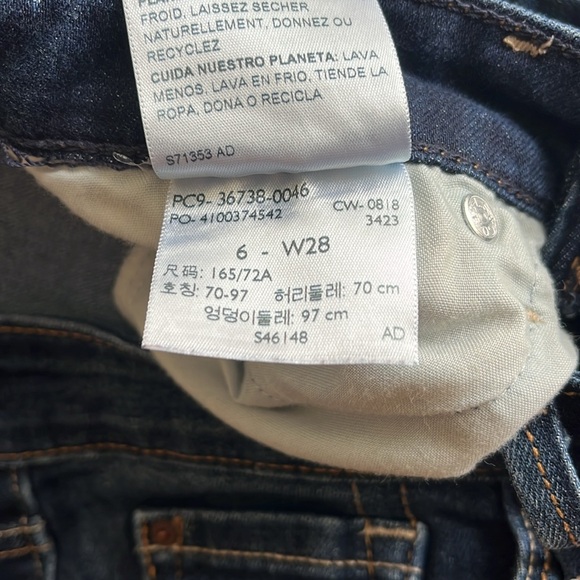 FROID, LAISSEZ SÉCHER
NATURELLEMENT, DONNEZ OU
RECYCLEZ
CUIDA NUESTRO PLANETA: LAVA
MENOS, LAVA EN FRIO, TIENDE LA
ROPA, DONA O RECICLA
S71353 AD
PC9- 36738-0046
PO- 4100374542 CW- 0818
3423
6 - W28
尺码: 165/72A
호칭: 70-97 허리둘레: 70 cm
엉덩이둘레: 97 cm
S46148 AD